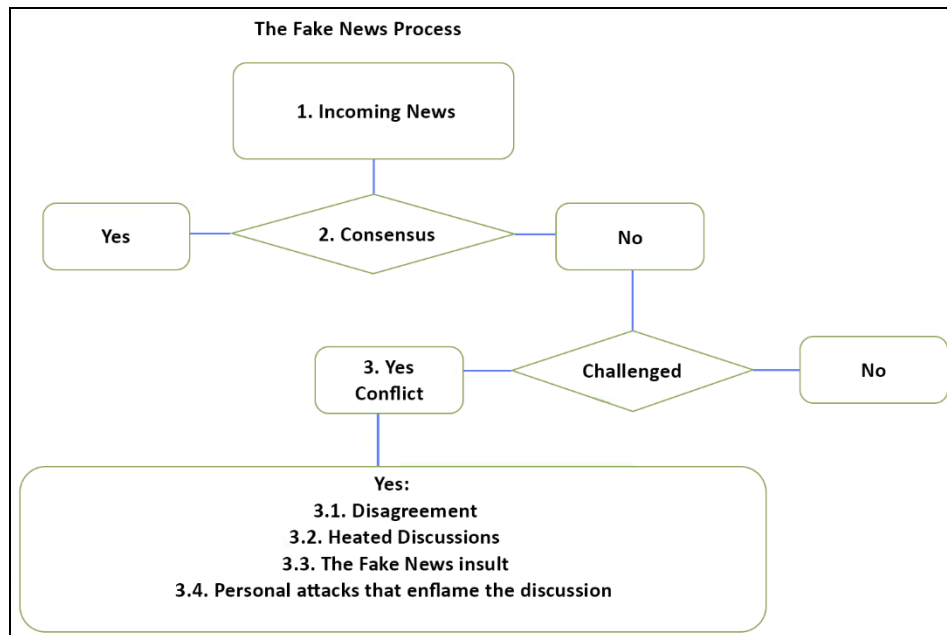 The Fake News Process
1. Incoming News
Yes
2. Consensus
No
3. Yes
Conflict
Challenged
No
Yes:
3.1. Disagreement
3.2. Heated Discussions
3.3. The Fake News insult
3.4. Personal attacks that enflame the discussion